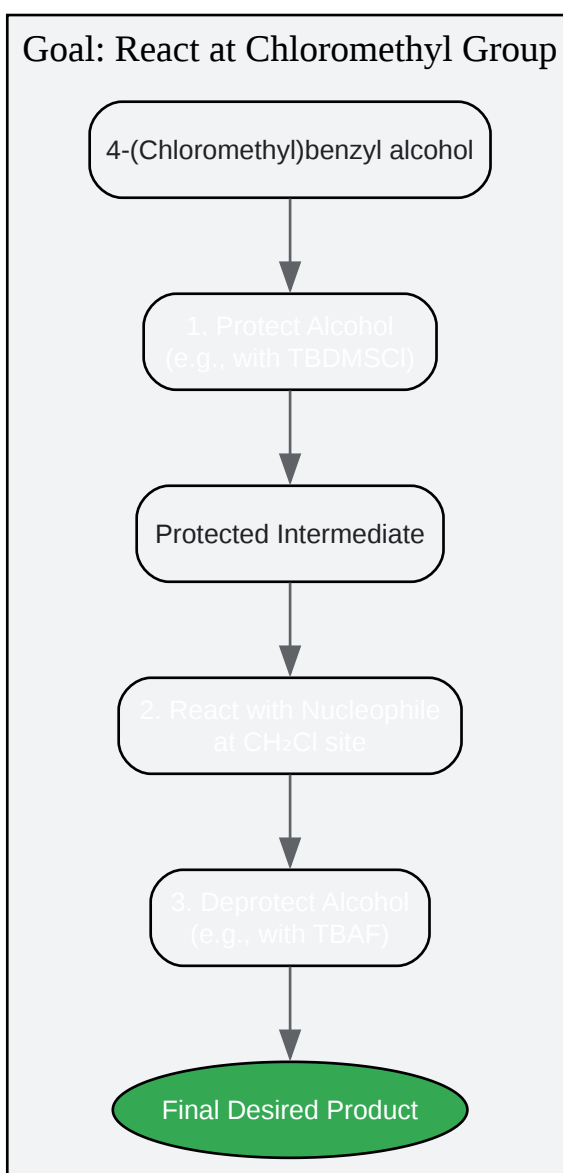 Goal: React at Chloromethyl Group
4-(Chloromethyl)benzyl alcohol
1. Protect Alcohol
(e.g., with TBDMSCl)
Protected Intermediate
2. React with Nucleophile
at CH₂Cl site
3. Deprotect Alcohol
(e.g., with TBAF)
Final Desired Product